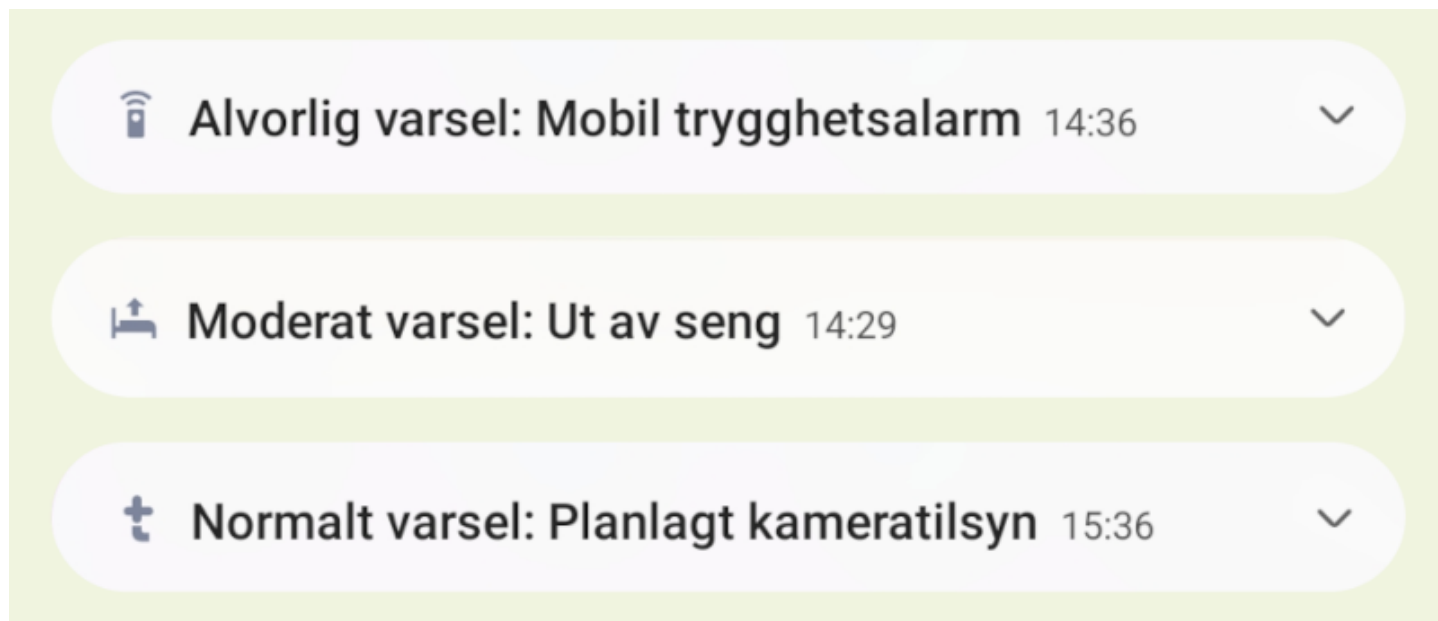 Alvorlig varsel: Mobil trygghetsalarm 14:36
Moderat varsel: Ut av seng 14:29
Normalt varsel: Planlagt kameratilsyn 15:36